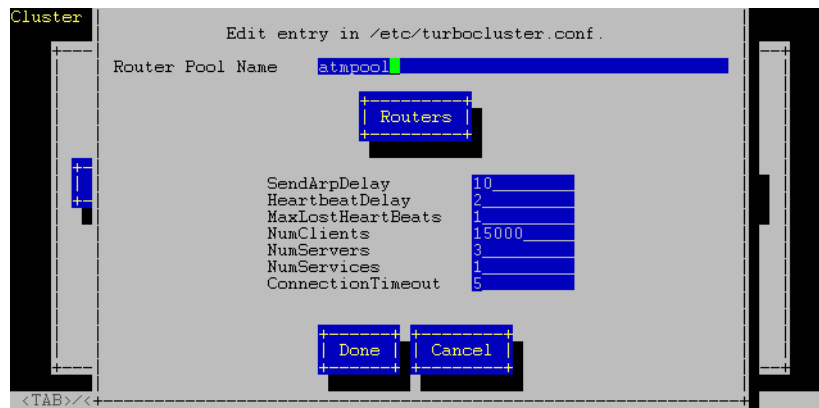 Cluster
Edit entry in /etc/turbocluster.conf.
Router Pool Name atmpool
Routers
SendArpDelay 10
HeartbeatDelay 2
MaxLostHeartBeats 1
NumClients 15000
NumServers 3
NumServices 1
ConnectionTimeout 5
Done Cancel
<TAB>/<